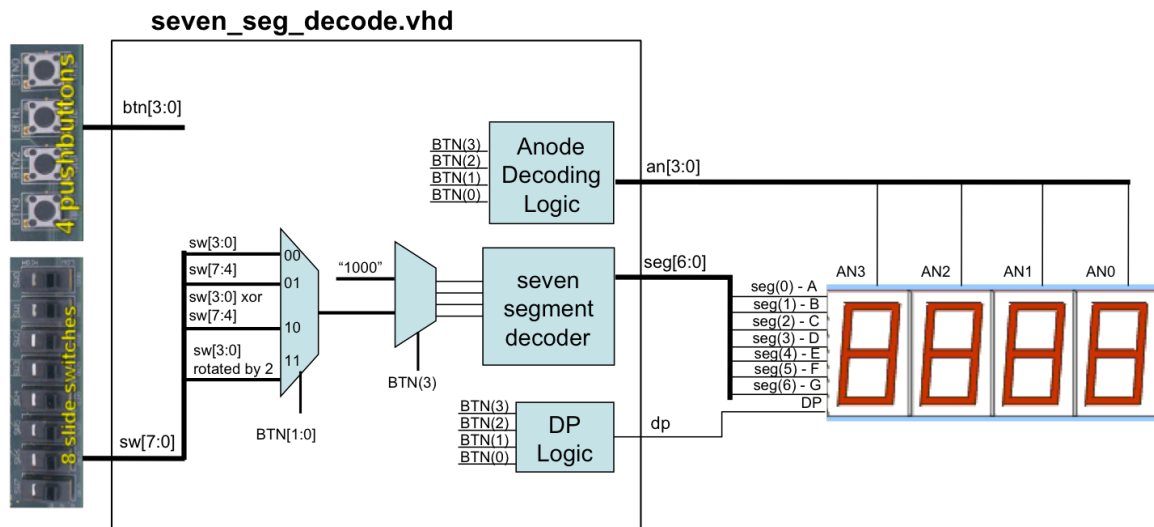 seven_seg_decode.vhd
BTN0
BTN1
BTN2
BTN3
4 pushbuttons
btn[3:0]
8 slide-switches
sw[7:0]
sw[3:0]
sw[7:4]
sw[3:0] xor
sw[7:4]
sw[3:0]
rotated by 2
00
01
10
11
BTN[1:0]
“1000”
BTN(3)
BTN(3)
BTN(2)
BTN(1)
BTN(0)
Anode
Decoding
Logic
an[3:0]
seven
segment
decoder
seg[6:0]
BTN(3)
BTN(2)
BTN(1)
BTN(0)
DP
Logic
dp
seg(0) - A
seg(1) - B
seg(2) - C
seg(3) - D
seg(4) - E
seg(5) - F
seg(6) - G
DP
AN3
AN2
AN1
AN0